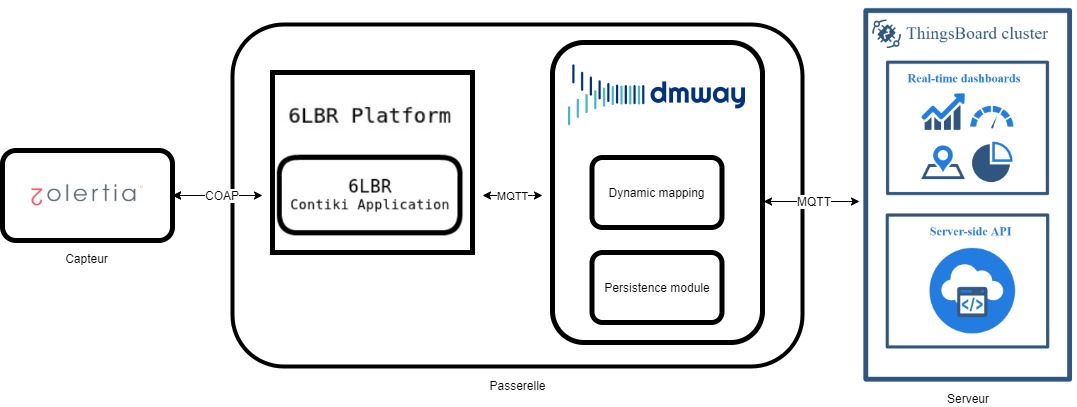 zolertia™
Capteur
COAP
6LBR Platform
6LBR
Contiki Application
MQTT
dmway
Dynamic mapping
Persistence module
Passerelle
MQTT
ThingsBoard cluster
Real-time dashboards
Server-side API
</>
Serveur